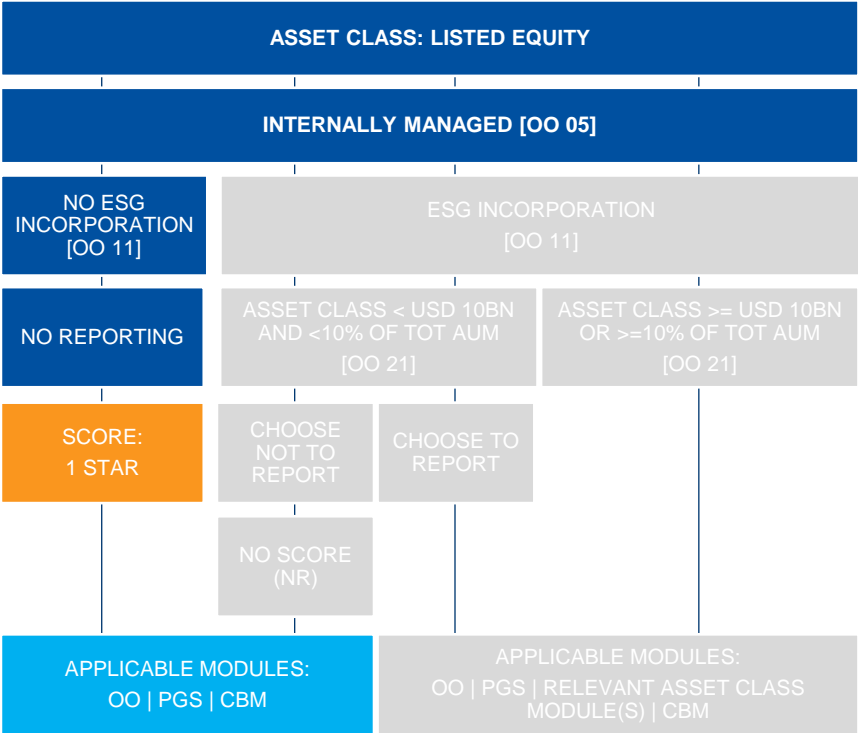 ASSET CLASS: LISTED EQUITY
INTERNALLY MANAGED [OO 05]
NO ESG
INCORPORATION
[OO 11]
ESG INCORPORATION
[OO 11]
NO REPORTING
ASSET CLASS < USD 10BN
AND <10% OF TOT AUM
[OO 21]
ASSET CLASS >= USD 10BN
OR >=10% OF TOT AUM
[OO 21]
SCORE:
1 STAR
CHOOSE
NOT TO
REPORT
CHOOSE TO
REPORT
NO SCORE
(NR)
APPLICABLE MODULES:
OO | PGS | CBM
APPLICABLE MODULES:
OO | PGS | RELEVANT ASSET CLASS
MODULE(S) | CBM